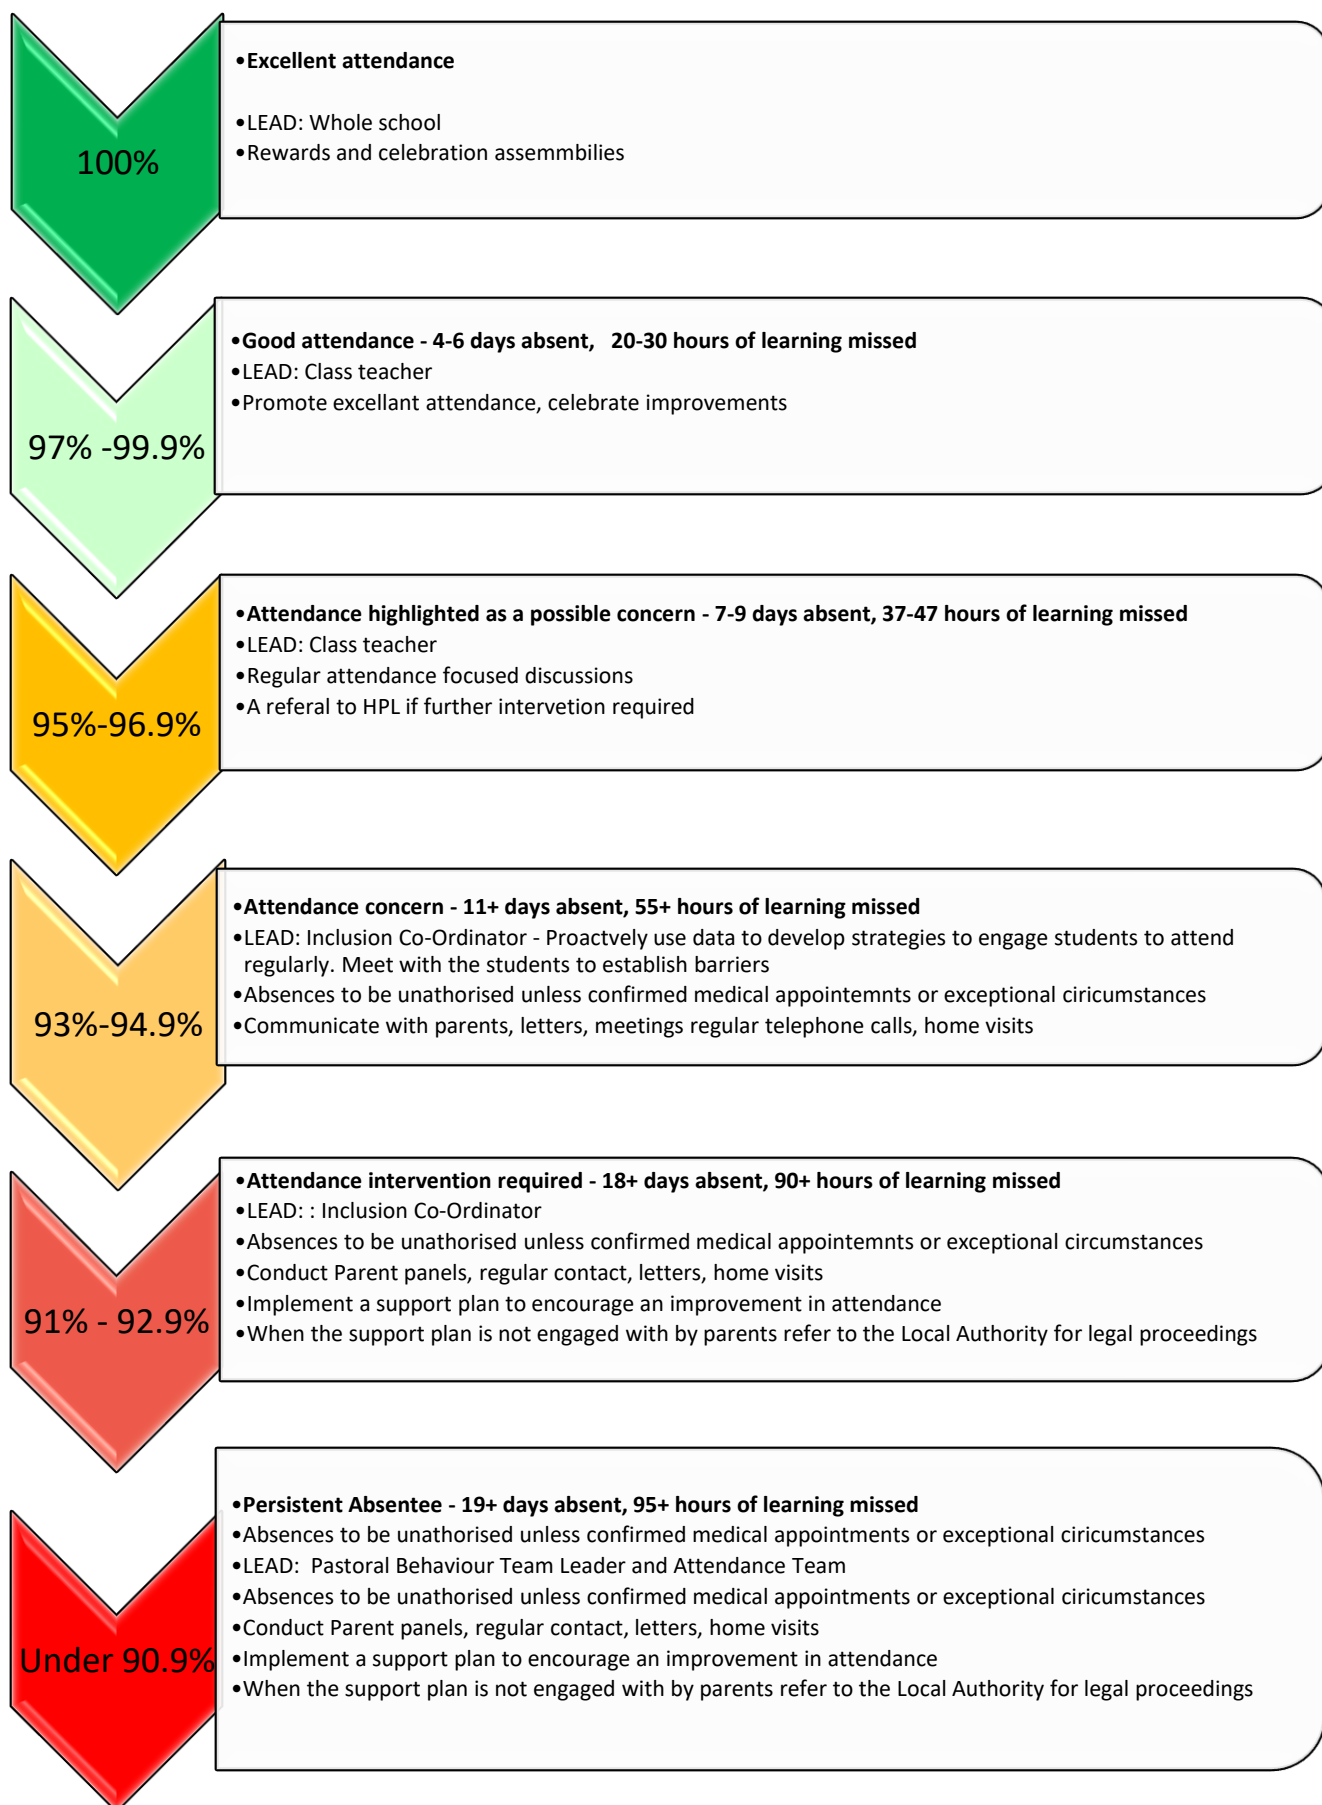 100%
•Excellent attendance
•LEAD: Whole school
•Rewards and celebration assemmbilies
97% -99.9%
•Good attendance - 4-6 days absent,   20-30 hours of learning missed
•LEAD: Class teacher
•Promote excellant attendance, celebrate improvements
95%-96.9%
•Attendance highlighted as a possible concern - 7-9 days absent, 37-47 hours of learning missed
•LEAD: Class teacher
•Regular attendance focused discussions
•A referal to HPL if further intervetion required
93%-94.9%
•Attendance concern - 11+ days absent, 55+ hours of learning missed
•LEAD: Inclusion Co-Ordinator - Proactvely use data to develop strategies to engage students to attend
regularly. Meet with the students to establish barriers
•Absences to be unathorised unless confirmed medical appointemnts or exceptional ciricumstances
•Communicate with parents, letters, meetings regular telephone calls, home visits
91% - 92.9%
•Attendance intervention required - 18+ days absent, 90+ hours of learning missed
•LEAD: : Inclusion Co-Ordinator
•Absences to be unathorised unless confirmed medical appointemnts or exceptional circumstances
•Conduct Parent panels, regular contact, letters, home visits
•Implement a support plan to encourage an improvement in attendance
•When the support plan is not engaged with by parents refer to the Local Authority for legal proceedings
Under 90.9%
•Persistent Absentee - 19+ days absent, 95+ hours of learning missed
•Absences to be unathorised unless confirmed medical appointments or exceptional ciricumstances
•LEAD:  Pastoral Behaviour Team Leader and Attendance Team
•Absences to be unathorised unless confirmed medical appointments or exceptional ciricumstances
•Conduct Parent panels, regular contact, letters, home visits
•Implement a support plan to encourage an improvement in attendance
•When the support plan is not engaged with by parents refer to the Local Authority for legal proceedings